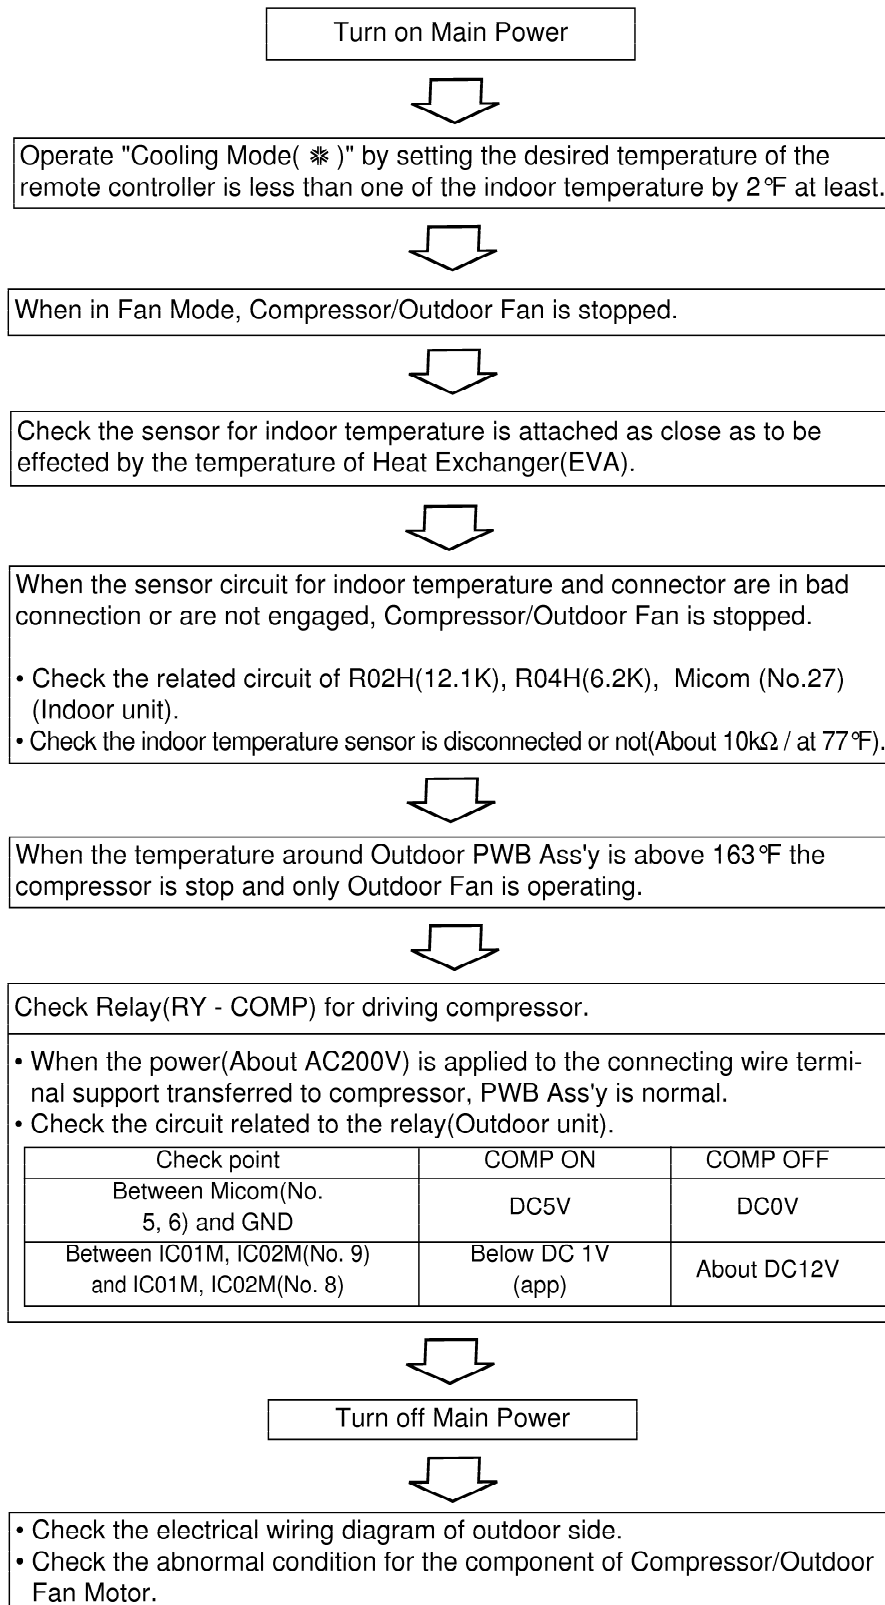 Turn on Main Power
Operate "Cooling Mode( ❋ )" by setting the desired temperature of the
remote controller is less than one of the indoor temperature by 2°F at least.
When in Fan Mode, Compressor/Outdoor Fan is stopped.
Check the sensor for indoor temperature is attached as close as to be
effected by the temperature of Heat Exchanger(EVA).
When the sensor circuit for indoor temperature and connector are in bad
connection or are not engaged, Compressor/Outdoor Fan is stopped.
• Check the related circuit of R02H(12.1K), R04H(6.2K), Micom (No.27)
(Indoor unit).
• Check the indoor temperature sensor is disconnected or not(About 10kΩ / at 77°F).
When the temperature around Outdoor PWB Ass'y is above 163°F the
compressor is stop and only Outdoor Fan is operating.
Check Relay(RY - COMP) for driving compressor.
• When the power(About AC200V) is applied to the connecting wire termi-
nal support transferred to compressor, PWB Ass'y is normal.
• Check the circuit related to the relay(Outdoor unit).
Check point COMP ON COMP OFF
Between Micom(No.
5, 6) and GND DC5V DC0V
Between IC01M, IC02M(No. 9)
and IC01M, IC02M(No. 8) Below DC 1V
(app) About DC12V
Turn off Main Power
• Check the electrical wiring diagram of outdoor side.
• Check the abnormal condition for the component of Compressor/Outdoor
Fan Motor.